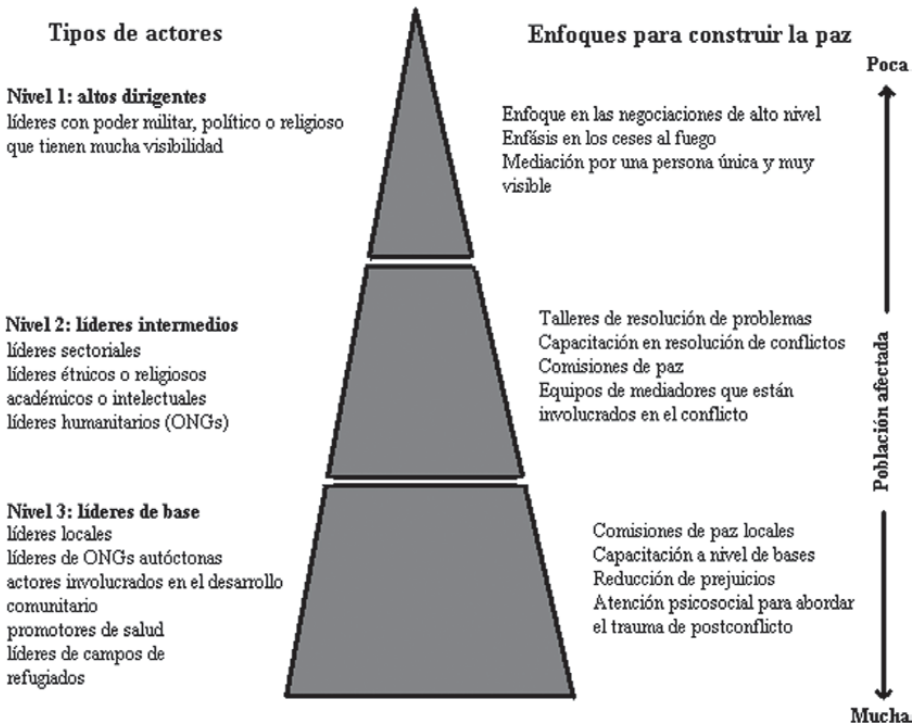 Tipos de actores
Enfoques para construir la paz
Poca
Nivel 1: altos dirigentes
líderes con poder militar, político o religioso
que tienen mucha visibilidad
Enfoque en las negociaciones de alto nivel
Enfásis en los ceses al fuego
Mediación por una persona única y muy
visible
Nivel 2: líderes intermedios
líderes sectoriales
líderes étnicos o religiosos
académicos o intelectuales
líderes humanitarios (ONGs)
Talleres de resolución de problemas
Capacitación en resolución de conflictos
Comisiones de paz
Equipos de mediadores que están
involucrados en el conflicto
Población afectada
Nivel 3: líderes de base
líderes locales
líderes de ONGs autóctonas
actores involucrados en el desarrollo
comunitario
promotores de salud
líderes de campos de
refugiados
Comisiones de paz locales
Capacitación a nivel de bases
Reducción de prejuicios
Atención psicosocial para abordar
el trauma de postconflicto
Mucha